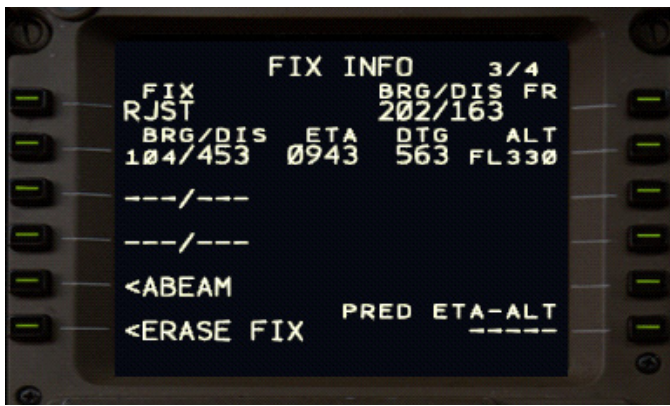 FIX INFO 3/4
FIX BRG/DIS FR
RJST 202/163
BRG/DIS ETA DTG ALT
104/453 0943 563 FL330
---/---
---/---
<ABEAM
PRED ETA-ALT
<ERASE FIX -----